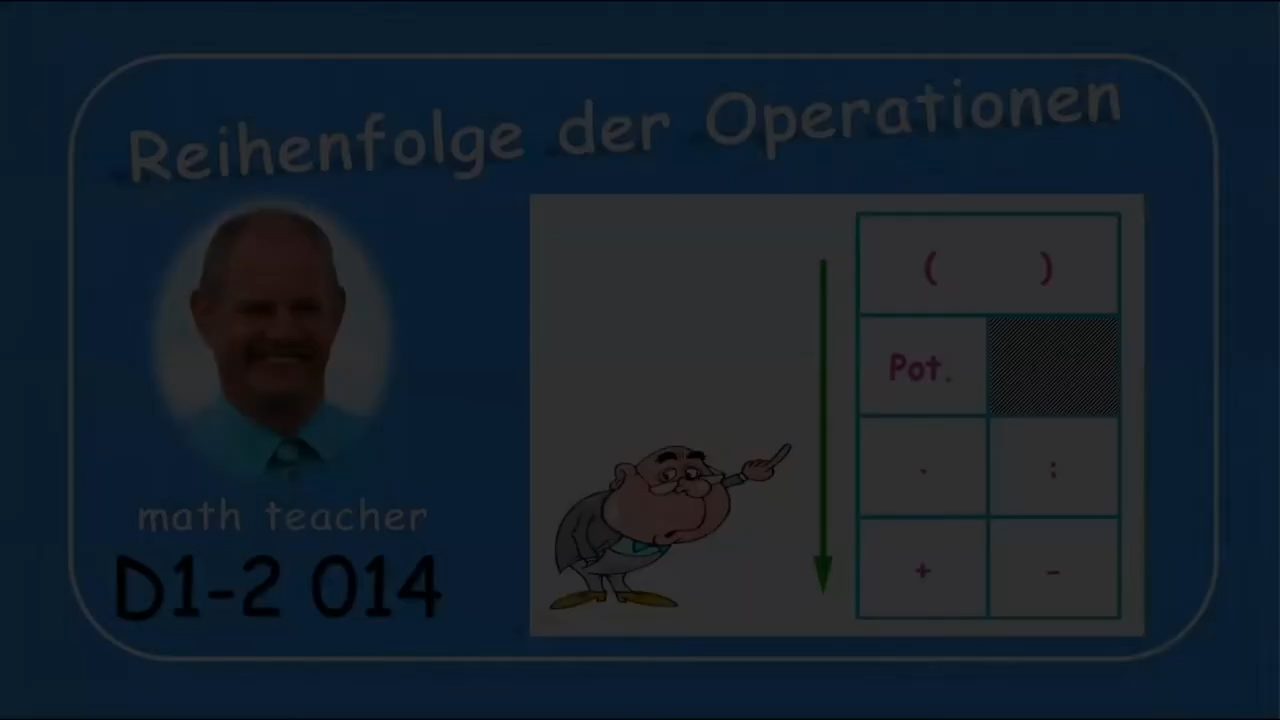 Reihenfolge der Operationen
math teacher
D1-2 014
( )
Pot.
· :
+ -